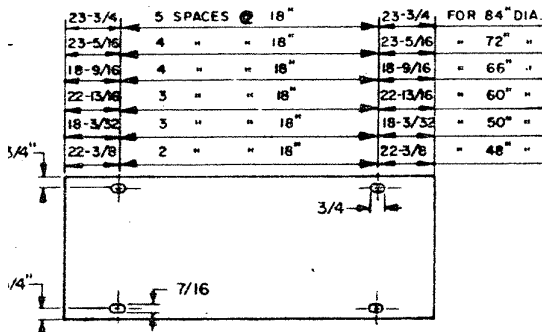 23-3/4 5 SPACES @ 18" 23-3/4 FOR 84" DIA.
23-5/16 4 " " 18" 23-5/16 " 72" "
18-9/16 4 " " 18" 18-9/16 " 66" "
22-13/16 3 " " 18" 22-13/16 " 60" "
18-3/32 3 " " 18" 18-3/32 " 50" "
22-3/8 2 " " 18" 22-3/8 " 48" "
3/4"
3/4
7/16
/4"